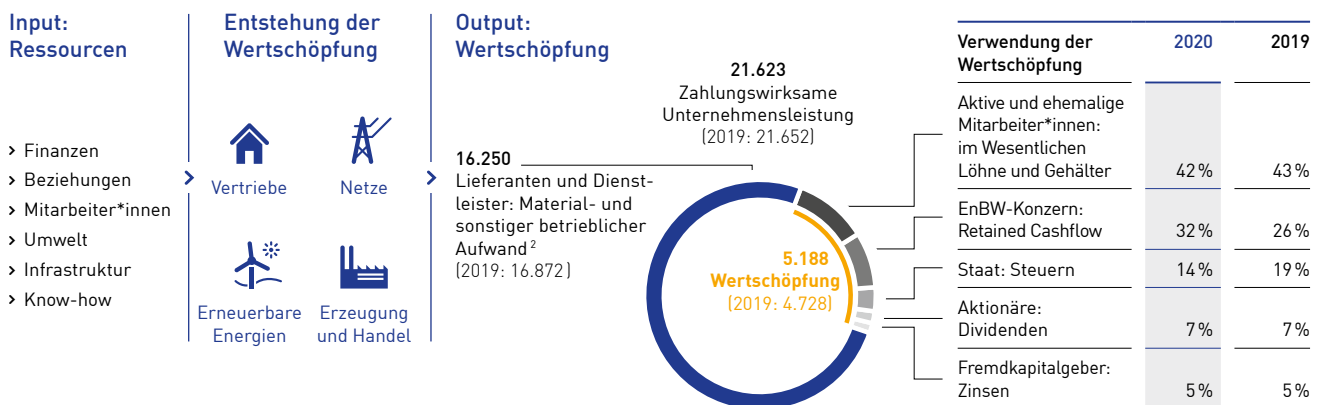 Input:
Ressourcen
> Finanzen
> Beziehungen
> Mitarbeiter*innen
> Umwelt
> Infrastruktur
> Know-how
Entstehung der
Wertschöpfung
Vertriebe
Netze
Erneuerbare
Energien
Erzeugung
und Handel
Output:
Wertschöpfung
21.623
Zahlungswirksame
Unternehmensleistung
(2019: 21.652)
16.250
Lieferanten und Dienst-
leister: Material- und
sonstiger betrieblicher
Aufwand 2
(2019: 16.872)
5.188
Wertschöpfung
(2019: 4.728)
Verwendung der 2020 2019
Wertschöpfung
Aktive und ehemalige
Mitarbeiter*innen:
im Wesentlichen
Löhne und Gehälter 42 % 43 %
EnBW-Konzern:
Retained Cashflow 32 % 26 %
Staat: Steuern 14 % 19 %
Aktionäre:
Dividenden 7 % 7 %
Fremdkapitalgeber:
Zinsen 5 % 5 %